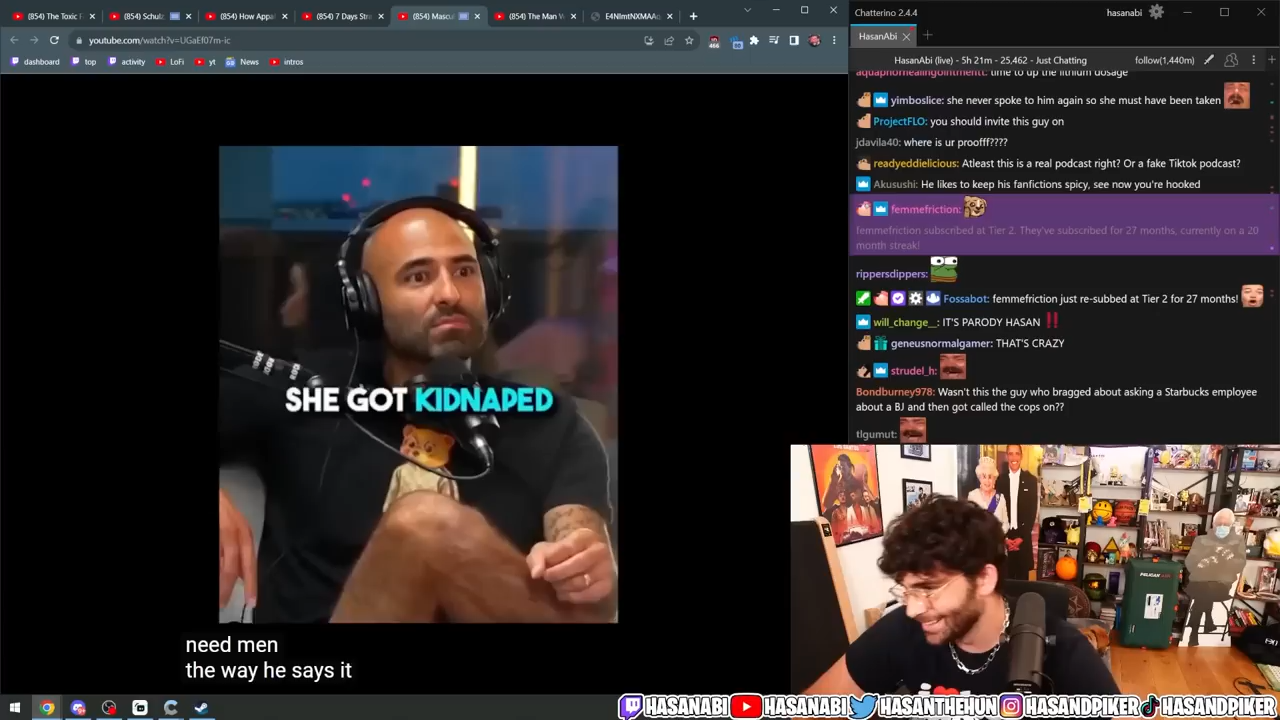 (854) The Toxic F
(854) Schulz
(854) How Appal
(854) 7 Days Stra
(854) Mascu
(854) The Man W
E4NlmtNXMAAo
Chatterino 2.4.4
hasanabi
youtube.com/watch?v=UGaEf07m-ic
HasanAbi
dashboard
top
activity
LoFi
yt
News
intros
HasanAbi (live) - 5h 21m - 25,462 - Just Chatting
follow(1,440m)
aquaphorhealingointment1: time to up the lithium dosage
yimboslice: she never spoke to him again so she must have been taken
ProjectFLO: you should invite this guy on
jdavila40: where is ur proofff????
readyeddielicious: Atleast this is a real podcast right? Or a fake Tiktok podcast?
Akusushi: He likes to keep his fanfictions spicy, see now you're hooked
femmefriction:
femmefriction subscribed at Tier 2. They've subscribed for 27 months, currently on a 20
month streak!
rippersdippers:
Fossabot: femmefriction just re-subbed at Tier 2 for 27 months!
will_change__: IT'S PARODY HASAN
geneusnormalgamer: THAT'S CRAZY
strudel_h:
Bondburney978: Wasn't this the guy who bragged about asking a Starbucks employee
about a BJ and then got called the cops on??
tlgumut:
SHE GOT KIDNAPED
need men
the way he says it
PELICAN
HASANABI
HASANABI
HASANTHEHUN
HASANDPIKER
HASANDPIKER